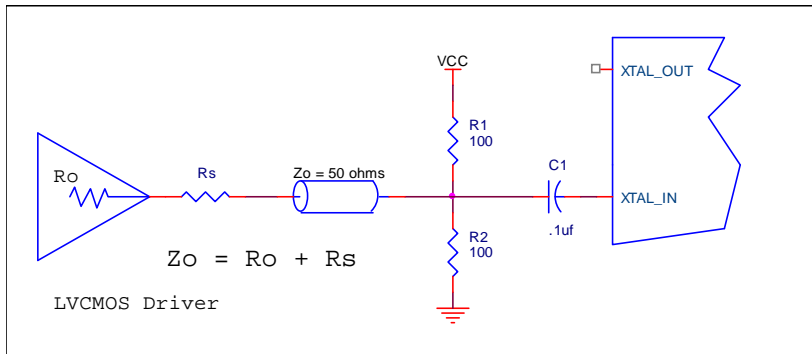 VCC
XTAL_OUT
R1
100
Ro
Rs
Zo = 50 ohms
C1
XTAL_IN
.1uf
R2
100
Zo = Ro + Rs
LVCMOS Driver